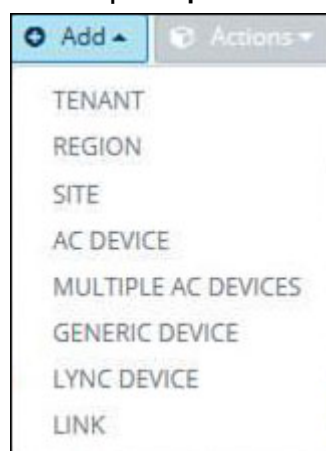 Add Actions
TENANT
REGION
SITE
AC DEVICE
MULTIPLE AC DEVICES
GENERIC DEVICE
LYNC DEVICE
LINK